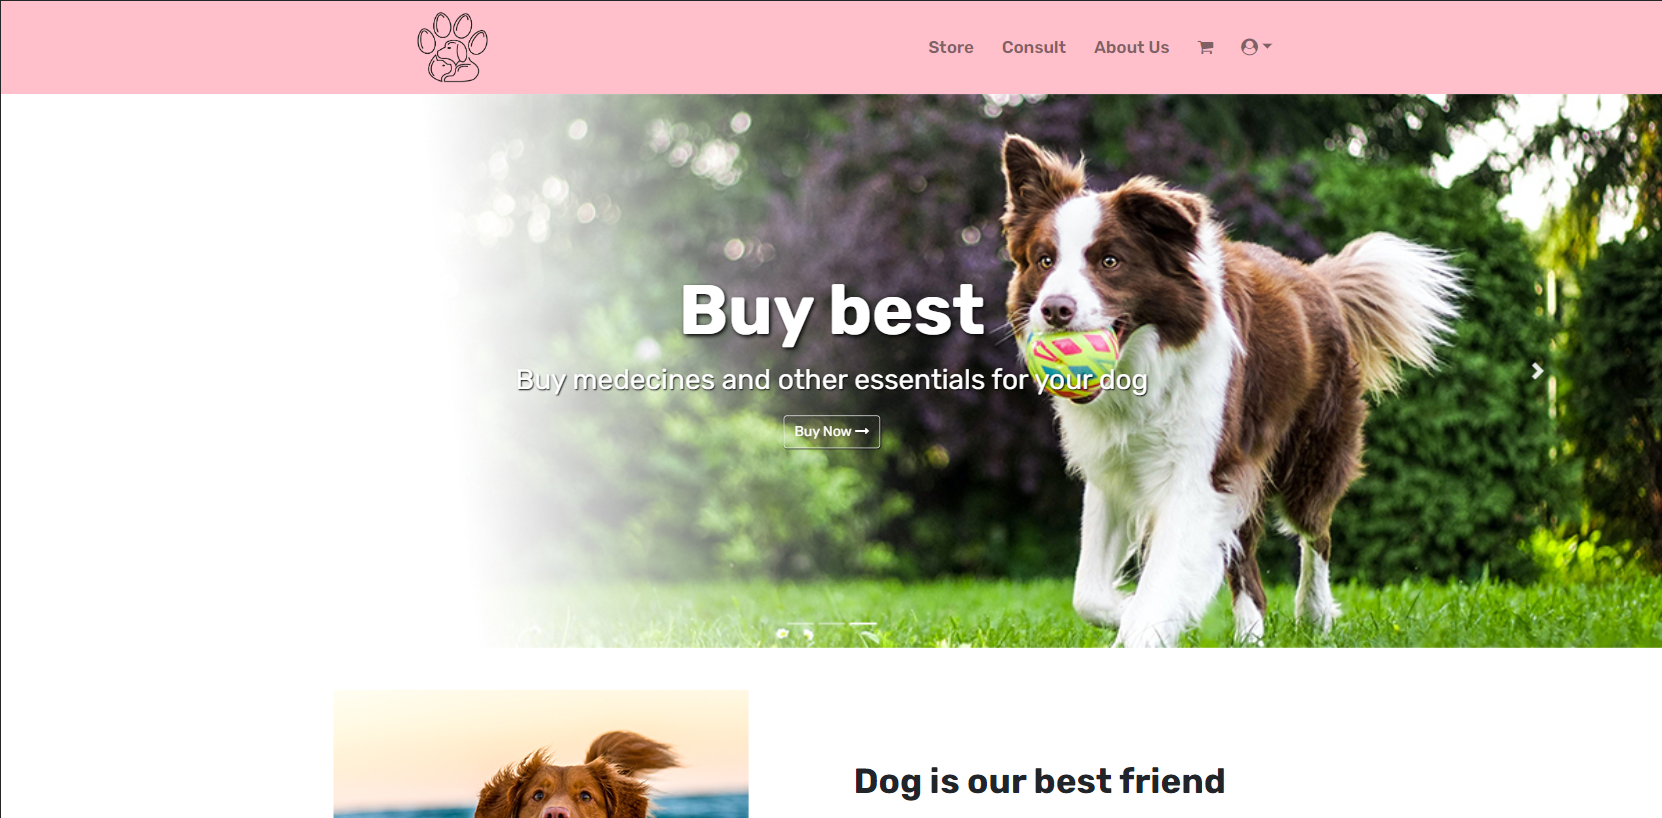 Store Consult About Us
Buy best
Buy medecines and other essentials for your dog
Buy Now
Dog is our best friend